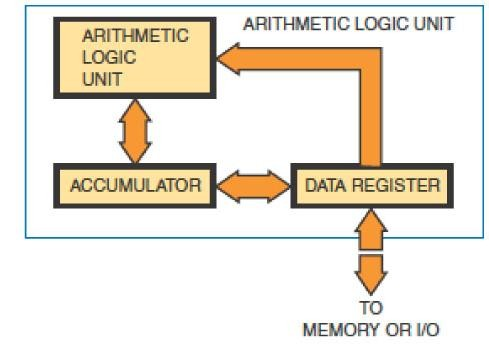 ARITHMETIC LOGIC UNIT
ARITHMETIC
LOGIC
UNIT
ACCUMULATOR
DATA REGISTER
TO
MEMORY OR I/O